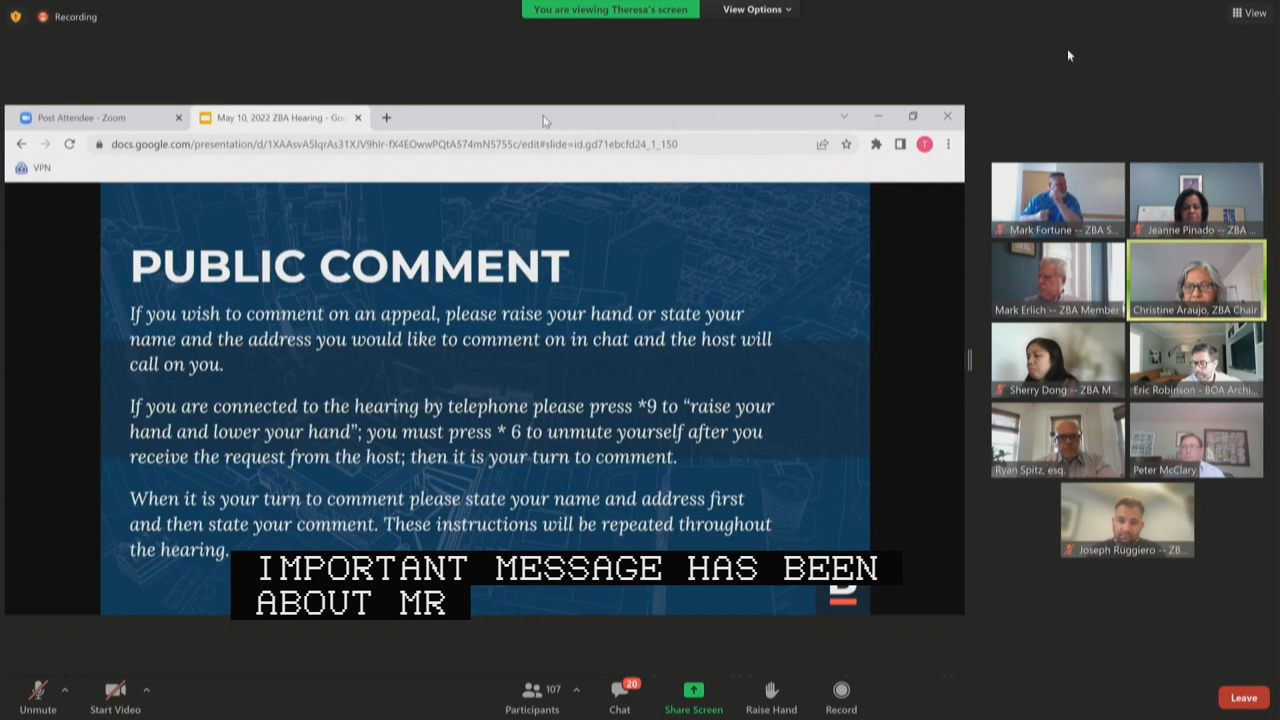 Recording
You are viewing Theresa's screen
View Options
View
Post Attendee - Zoom
May 10, 2022 ZBA Hearing - Goo
docs.google.com/presentation/d/1XAAsvA5lqrAs31XJV9hIr-fX4EOwwPQtA574mN5755c/edit#slide=id.gd71ebcfd24_1_150
T
VPN
PUBLIC COMMENT
If you wish to comment on an appeal, please raise your hand or state your
name and the address you would like to comment on in chat and the host will
call on you.
If you are connected to the hearing by telephone please press *9 to “raise your
hand and lower your hand”; you must press * 6 to unmute yourself after you
receive the request from the host; then it is your turn to comment.
When it is your turn to comment please state your name and address first
and then state your comment. These instructions will be repeated throughout
the hearing.
IMPORTANT MESSAGE HAS BEEN
ABOUT MR
Mark Fortune -- ZBA S...
Jeanne Pinado -- ZBA ...
Mark Erlich -- ZBA Member
Christine Araujo, ZBA Chair
Sherry Dong -- ZBA M...
Eric Robinson - BOA Archi...
Ryan Spitz, esq.
Peter McClary
Joseph Ruggiero -- ZB...
Unmute
Start Video
107
Participants
20
Chat
Share Screen
Raise Hand
Record
Leave